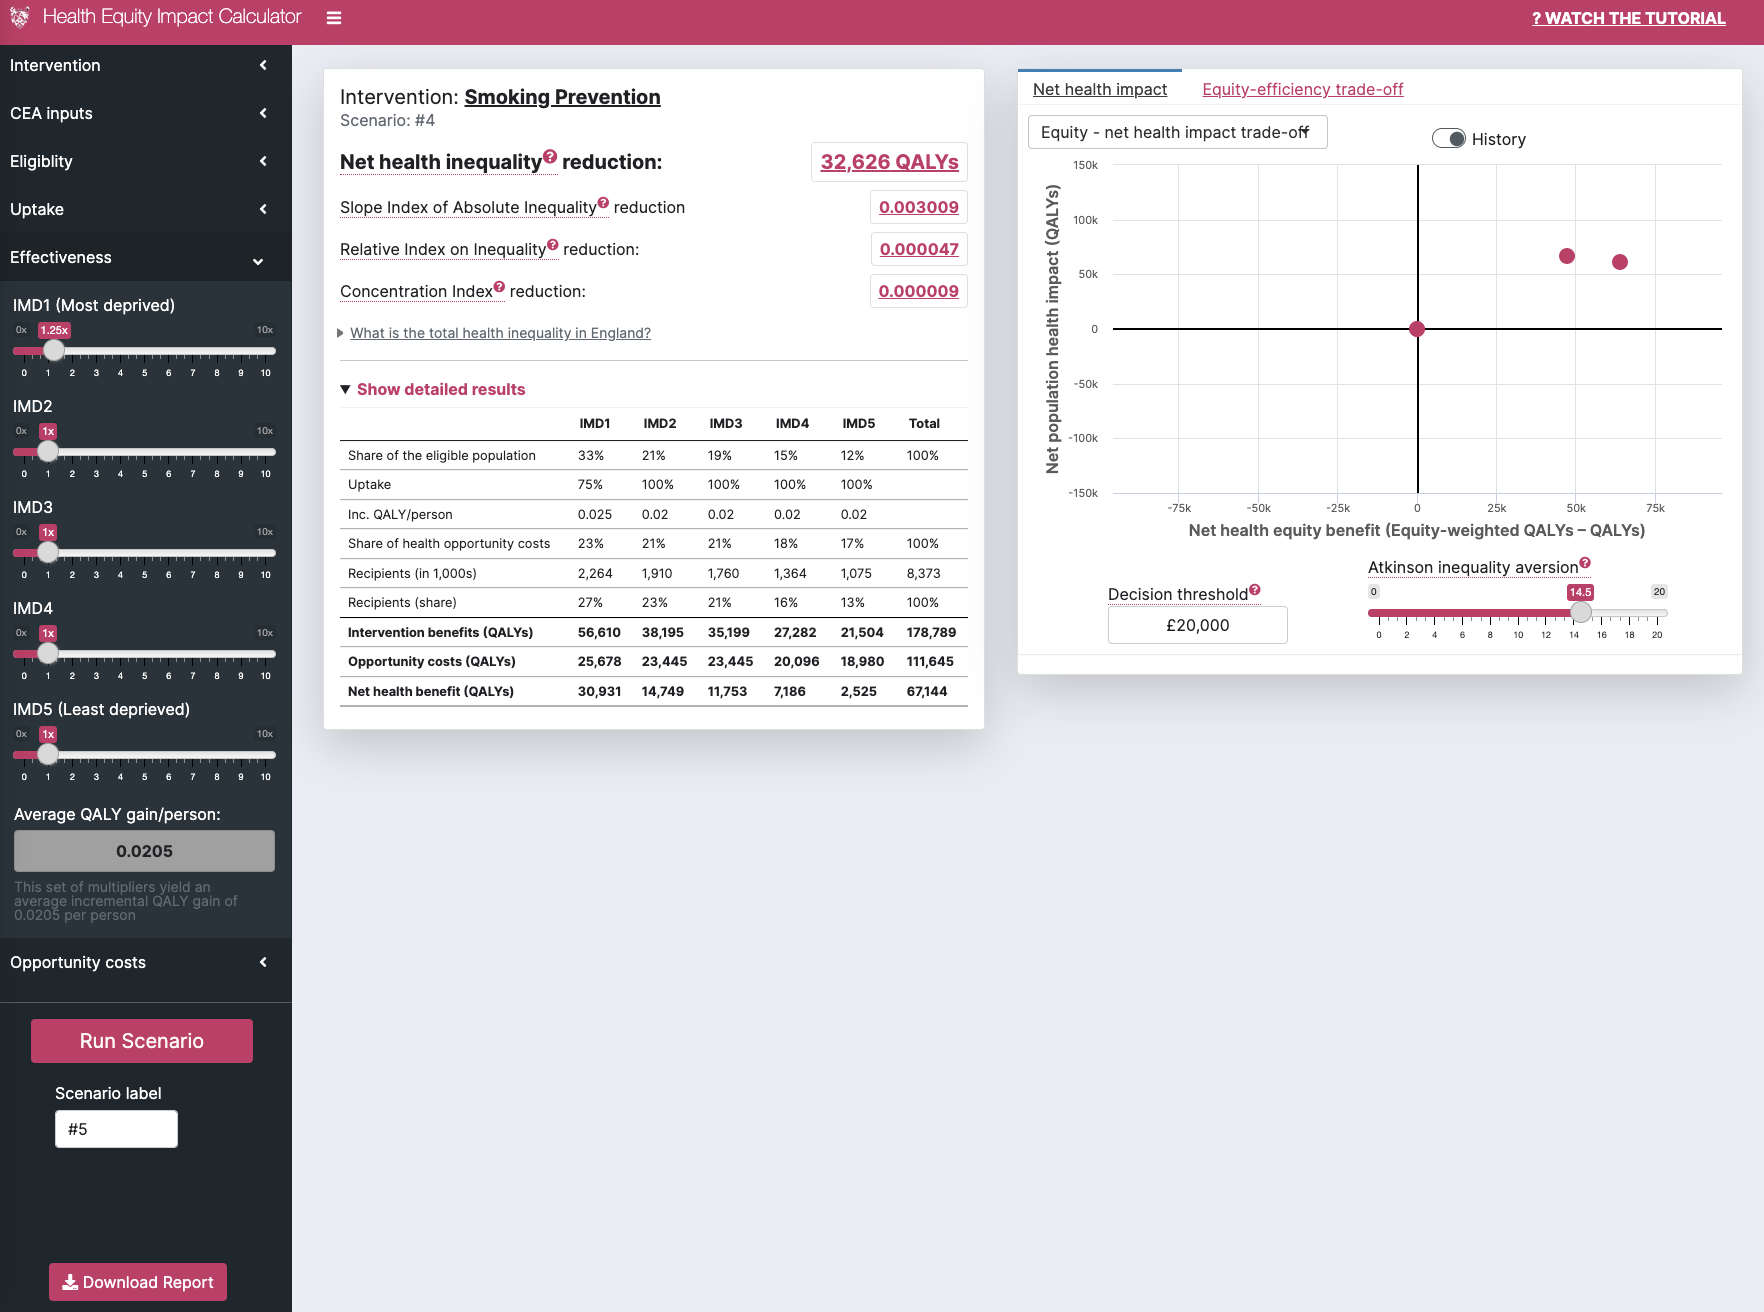 Health Equity Impact Calculator
? WATCH THE TUTORIAL
Intervention
CEA inputs
Eligiblity
Uptake
Effectiveness
IMD1 (Most deprived)
0x 1.25x 10x
0 1 2 3 4 5 6 7 8 9 10
IMD2
0x 1x 10x
0 1 2 3 4 5 6 7 8 9 10
IMD3
0x 1x 10x
0 1 2 3 4 5 6 7 8 9 10
IMD4
0x 1x 10x
0 1 2 3 4 5 6 7 8 9 10
IMD5 (Least deprieved)
0x 1x 10x
0 1 2 3 4 5 6 7 8 9 10
Average QALY gain/person:
0.0205
This set of multipliers yield an
average incremental QALY gain of
0.0205 per person
Opportunity costs
Run Scenario
Scenario label
#5
Download Report
Intervention: Smoking Prevention
Scenario: #4
Net health inequality? reduction: 32,626 QALYs
Slope Index of Absolute Inequality? reduction 0.003009
Relative Index on Inequality? reduction: 0.000047
Concentration Index? reduction: 0.000009
What is the total health inequality in England?
Show detailed results
IMD1 IMD2 IMD3 IMD4 IMD5 Total
Share of the eligible population 33% 21% 19% 15% 12% 100%
Uptake 75% 100% 100% 100% 100%
Inc. QALY/person 0.025 0.02 0.02 0.02 0.02
Share of health opportunity costs 23% 21% 21% 18% 17% 100%
Recipients (in 1,000s) 2,264 1,910 1,760 1,364 1,075 8,373
Recipients (share) 27% 23% 21% 16% 13% 100%
Intervention benefits (QALYs) 56,610 38,195 35,199 27,282 21,504 178,789
Opportunity costs (QALYs) 25,678 23,445 23,445 20,096 18,980 111,645
Net health benefit (QALYs) 30,931 14,749 11,753 7,186 2,525 67,144
Net health impact
Equity-efficiency trade-off
Equity - net health impact trade-off
History
Net population health impact (QALYs)
150k
100k
50k
0
-50k
-100k
-150k
-75k -50k -25k 0 25k 50k 75k
Net health equity benefit (Equity-weighted QALYs – QALYs)
Decision threshold?
£20,000
Atkinson inequality aversion?
0 14.5 20
0 2 4 6 8 10 12 14 16 18 20